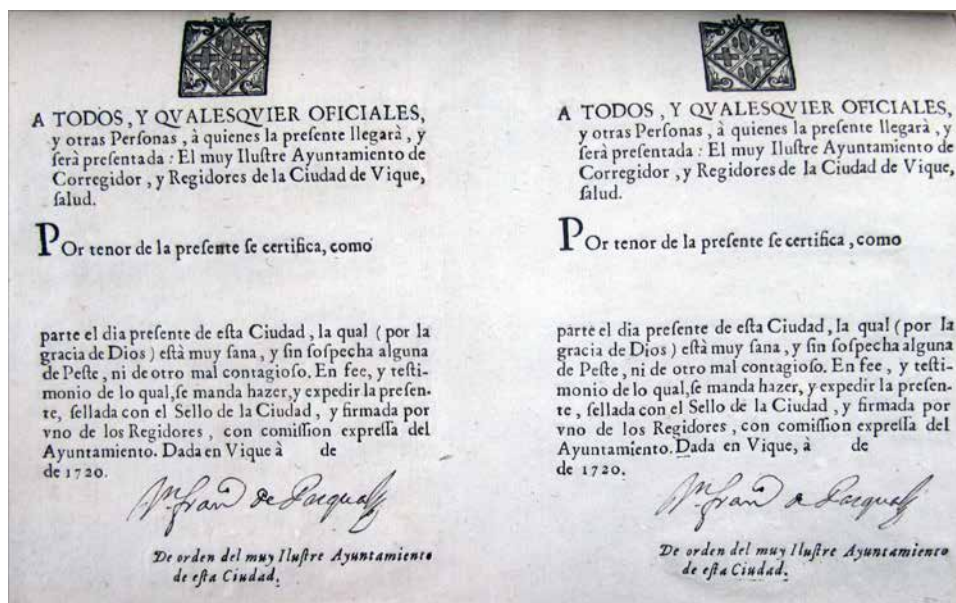 A TODOS, Y QVALESQVIER OFICIALES,
y otras Perſonas, à quienes la preſente llegarà, y
ſerà preſentada: El muy Iluſtre Ayuntamiento de
Corregidor, y Regidores de la Ciudad de Vique,
ſalud.
POr tenor de la preſente ſe certifica, como
parte el dia preſente de eſta Ciudad, la qual (por la
gracia de Dios) eſtà muy ſana, y ſin ſoſpecha alguna
de Peſte, ni de otro mal contagioſo. En fee, y teſti-
monio de lo qual, ſe manda hazer, y expedir la preſen-
te, ſellada con el Sello de la Ciudad, y firmada por
vno de los Regidores, con comiſſion expreſſa del
Ayuntamiento. Dada en Vique à de
de 1720.
de Pasqual
De orden del muy Iluſtre Ayuntamiento
de eſta Ciudad.
A TODOS, Y QVALESQVIER OFICIALES,
y otras Perſonas, à quienes la preſente llegarà, y
ſerà preſentada: El muy Iluſtre Ayuntamiento de
Corregidor, y Regidores de la Ciudad de Vique,
ſalud.
POr tenor de la preſente ſe certifica, como
parte el dia preſente de eſta Ciudad, la qual (por la
gracia de Dios) eſtà muy ſana, y ſin ſoſpecha alguna
de Peſte, ni de otro mal contagioſo. En fee, y teſti-
monio de lo qual, ſe manda hazer, y expedir la preſen-
te, ſellada con el Sello de la Ciudad, y firmada por
vno de los Regidores, con comiſſion expreſſa del
Ayuntamiento. Dada en Vique, à de
de 1720.
Pasqual
De orden del muy Iluſtre Ayuntamiento
de eſta Ciudad.